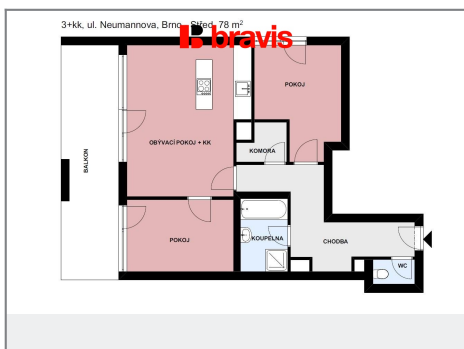 3+kk, ul. Neumannova, Brno - Střed, 78 m²
bravis
POKOJ
OBÝVACÍ POKOJ + KK
KOMORA
BALKON
POKOJ
KOUPELNA
CHODBA
WC